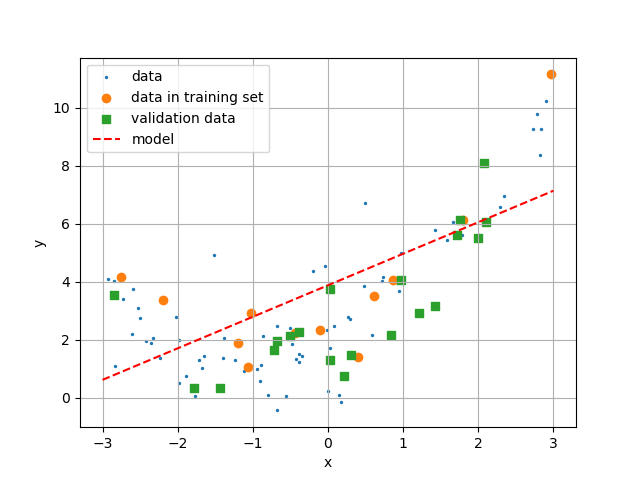 data
data in training set
validation data
model
y
10
8
6
4
2
0
−3
−2
−1
0
1
2
3
x